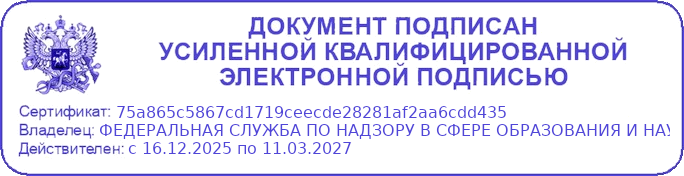 ДОКУМЕНТ ПОДПИСАН
УСИЛЕННОЙ КВАЛИФИЦИРОВАННОЙ
ЭЛЕКТРОННОЙ ПОДПИСЬЮ
Сертификат: 75a865c5867cd1719ceecde28281af2aa6cdd435
Владелец: ФЕДЕРАЛЬНАЯ СЛУЖБА ПО НАДЗОРУ В СФЕРЕ ОБРАЗОВАНИЯ И НАУ
Действителен: с 16.12.2025 по 11.03.2027